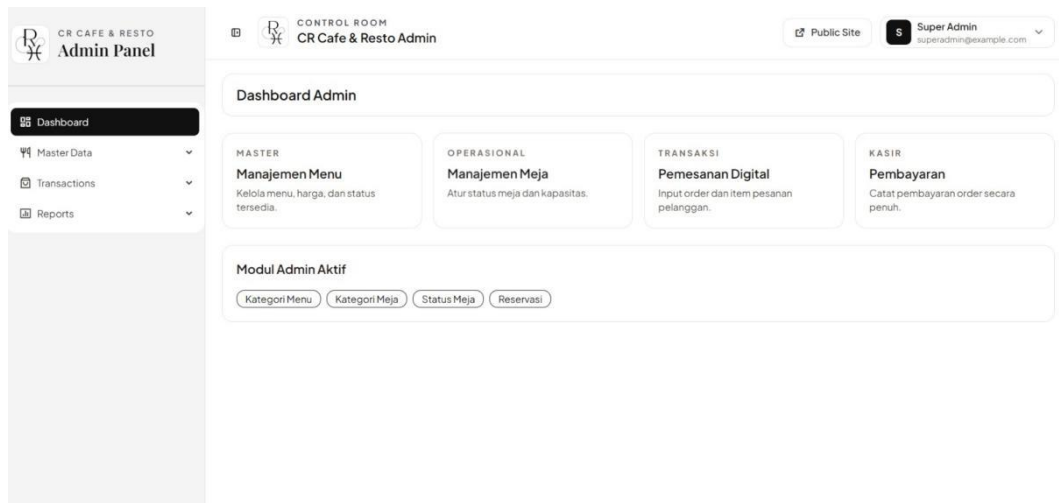 CR CAFE & RESTO
Admin Panel
Dashboard
Master Data
Transactions
Reports
CONTROL ROOM
CR Cafe & Resto Admin
Public Site
S
Super Admin
superadmin@example.com
Dashboard Admin
MASTER
Manajemen Menu
Kelola menu, harga, dan status
tersedia.
OPERASIONAL
Manajemen Meja
Atur status meja dan kapasitas.
TRANSAKSI
Pemesanan Digital
Input order dan item pesanan
pelanggan.
KASIR
Pembayaran
Catat pembayaran order secara
penuh.
Modul Admin Aktif
Kategori Menu
Kategori Meja
Status Meja
Reservasi